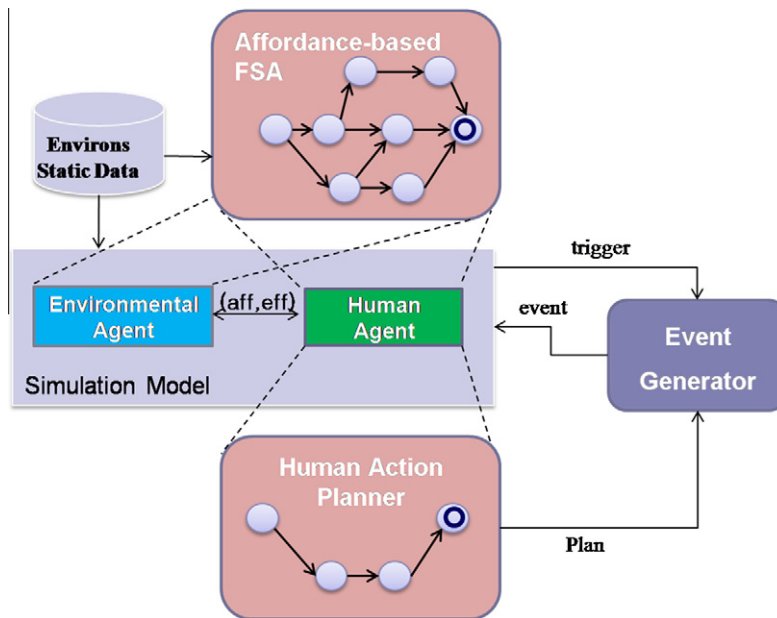 Affordance-based
FSA
Environs
Static Data
trigger
Environmental
Agent
(aff,eff)
Human
Agent
event
Event
Generator
Simulation Model
Human Action
Planner
Plan